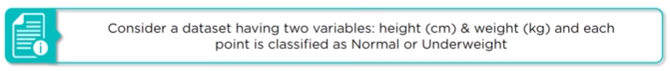 Consider a dataset having two variables: height (cm) & weight (kg) and each
point is classified as Normal or Underweight